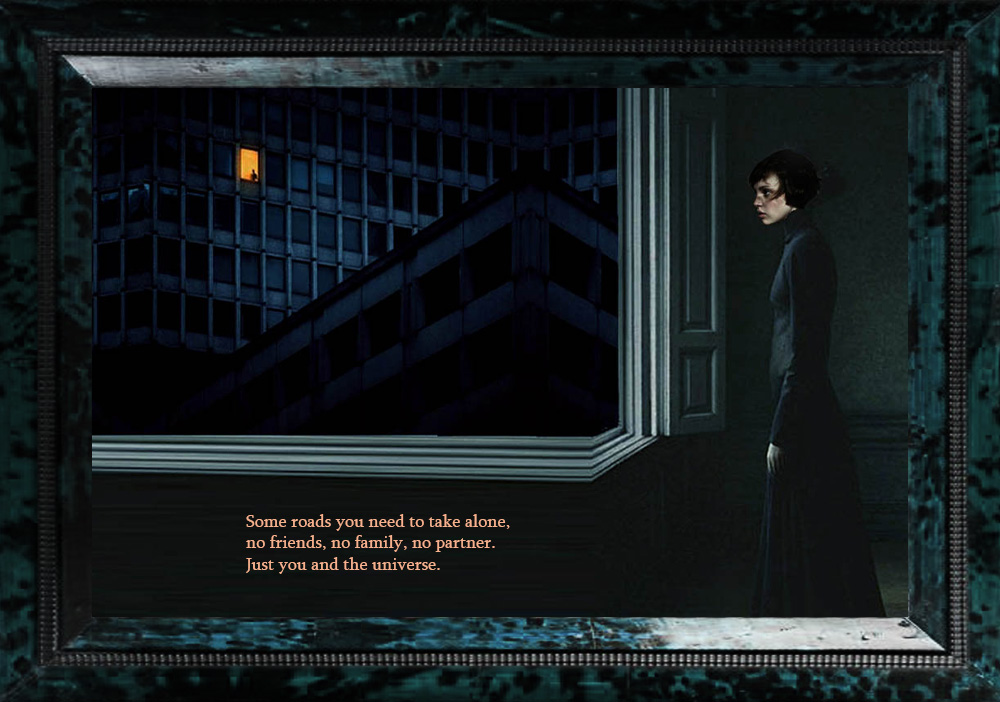 Some roads you need to take alone,
no friends, no family, no partner.
Just you and the universe.